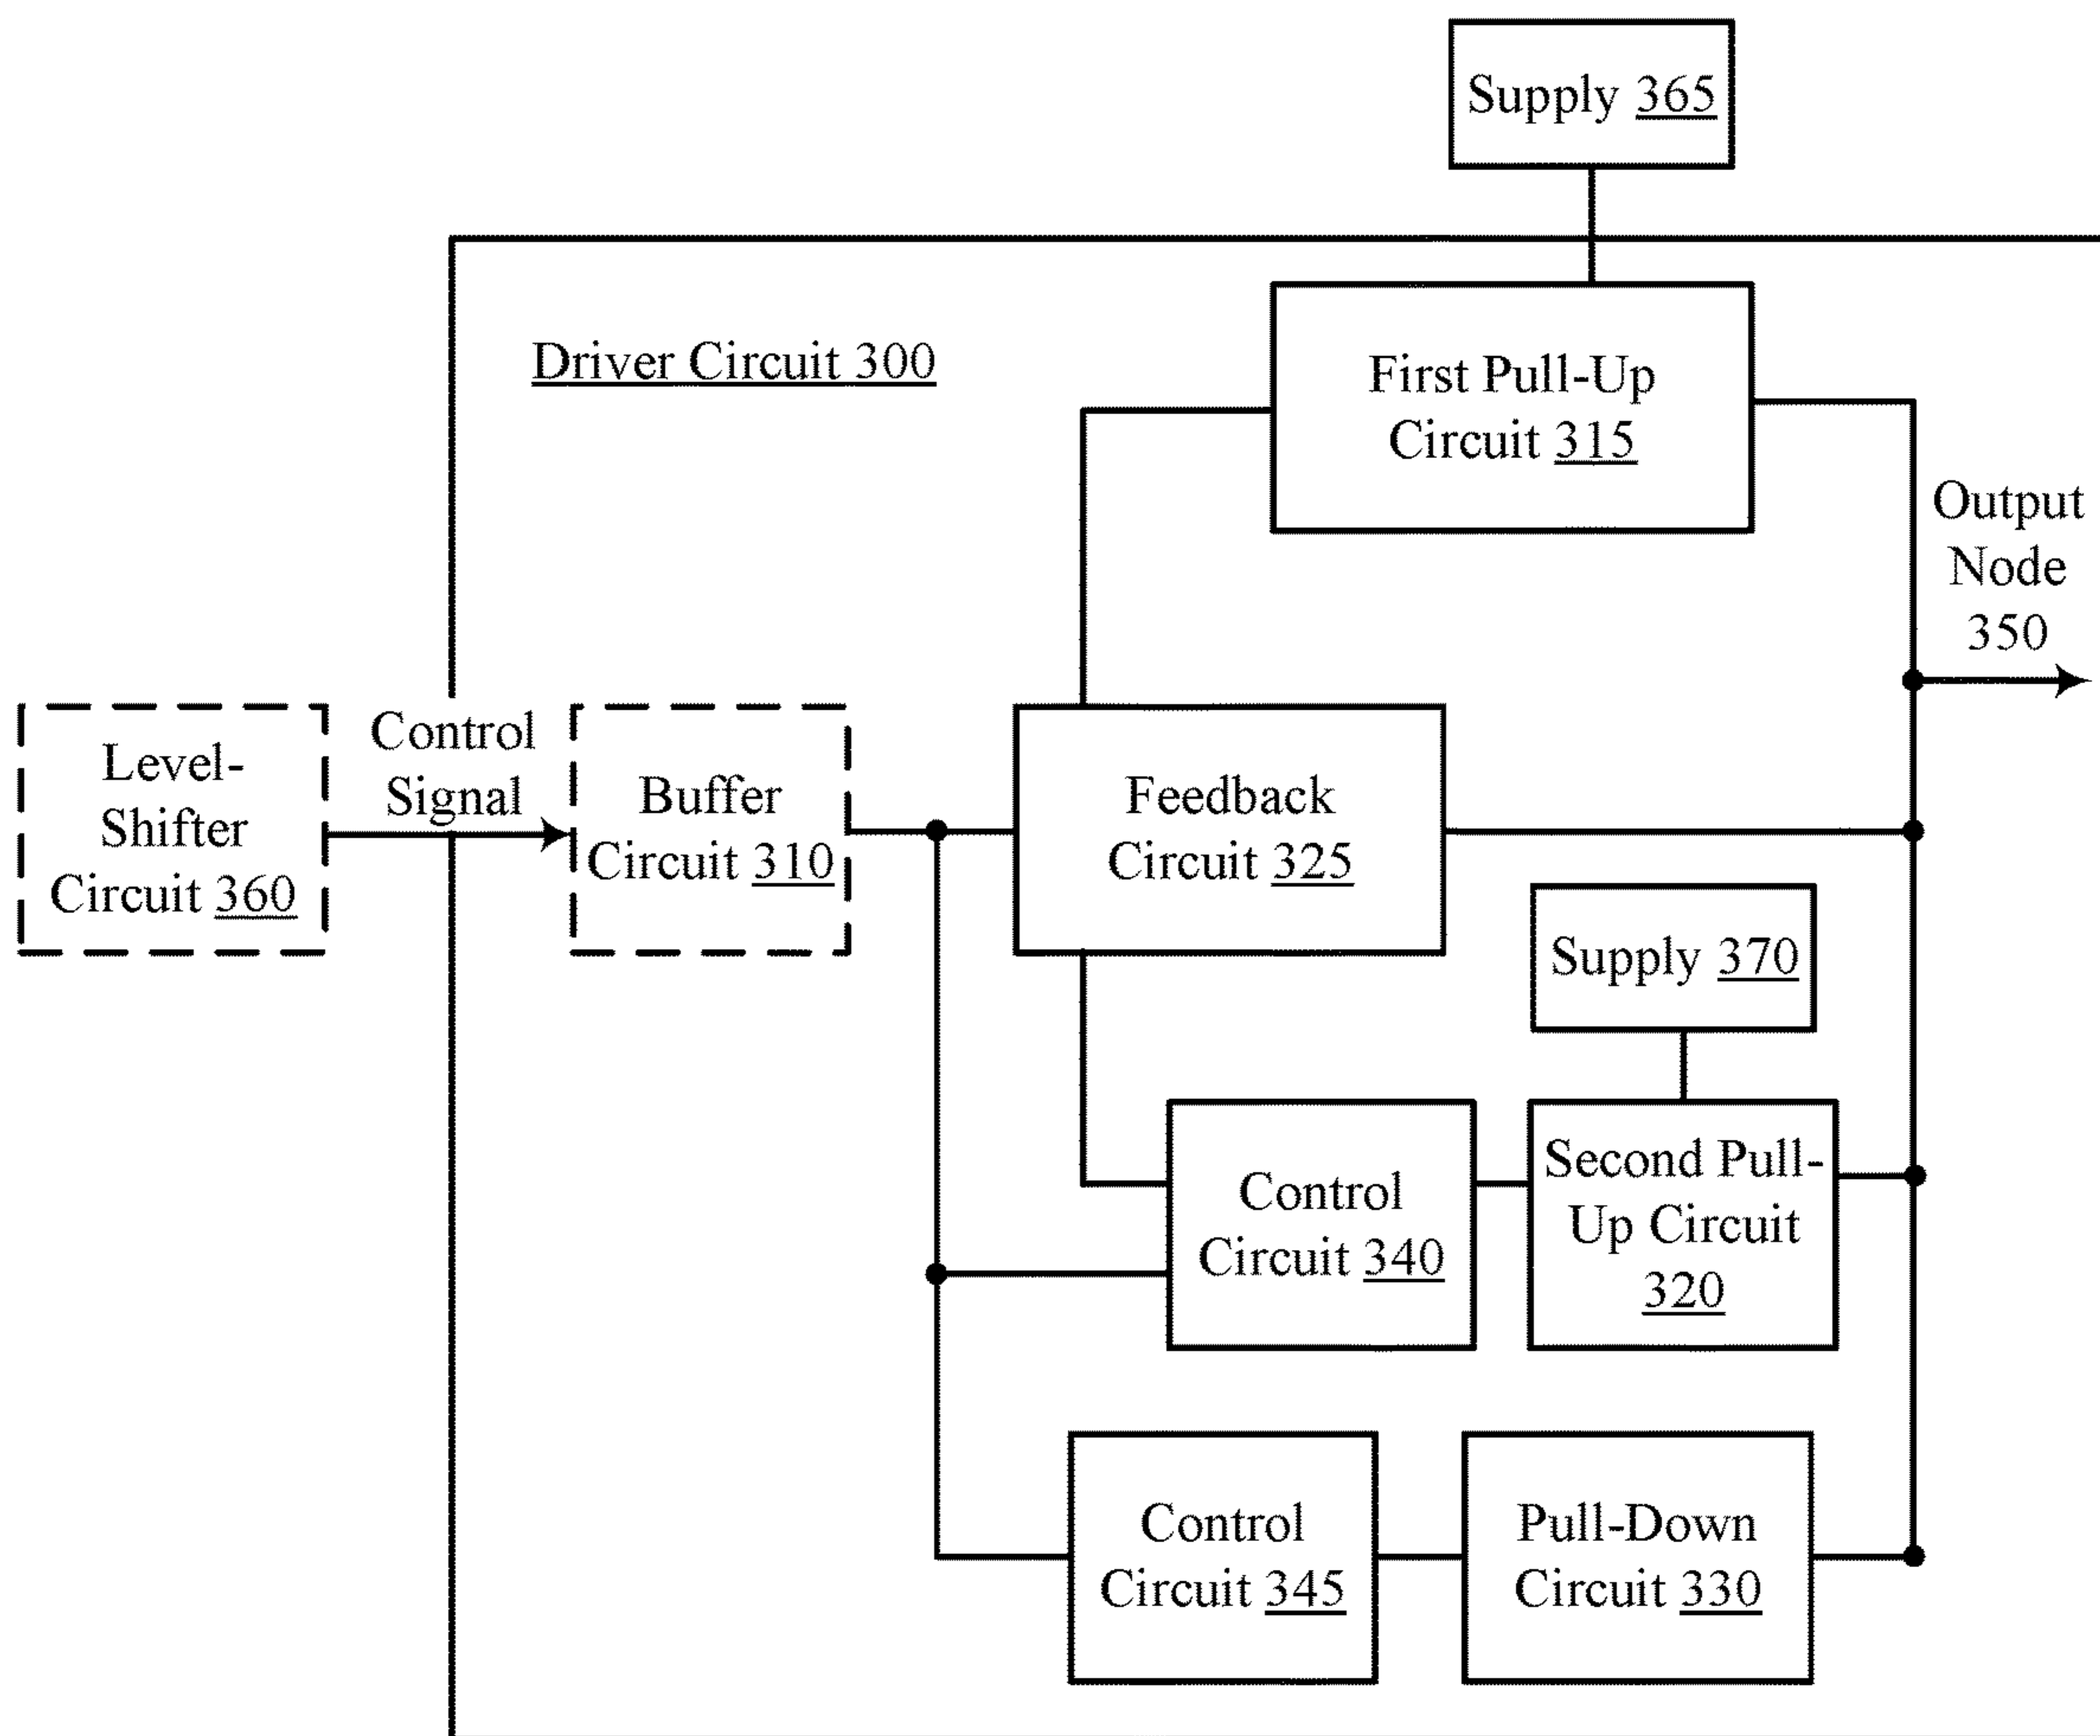 Supply 365
Driver Circuit 300
First Pull-Up
Circuit 315
Output
Node
350
Level-
Shifter
Circuit 360
Control
Signal
Buffer
Circuit 310
Feedback
Circuit 325
Supply 370
Control
Circuit 340
Second Pull-
Up Circuit
320
Control
Circuit 345
Pull-Down
Circuit 330